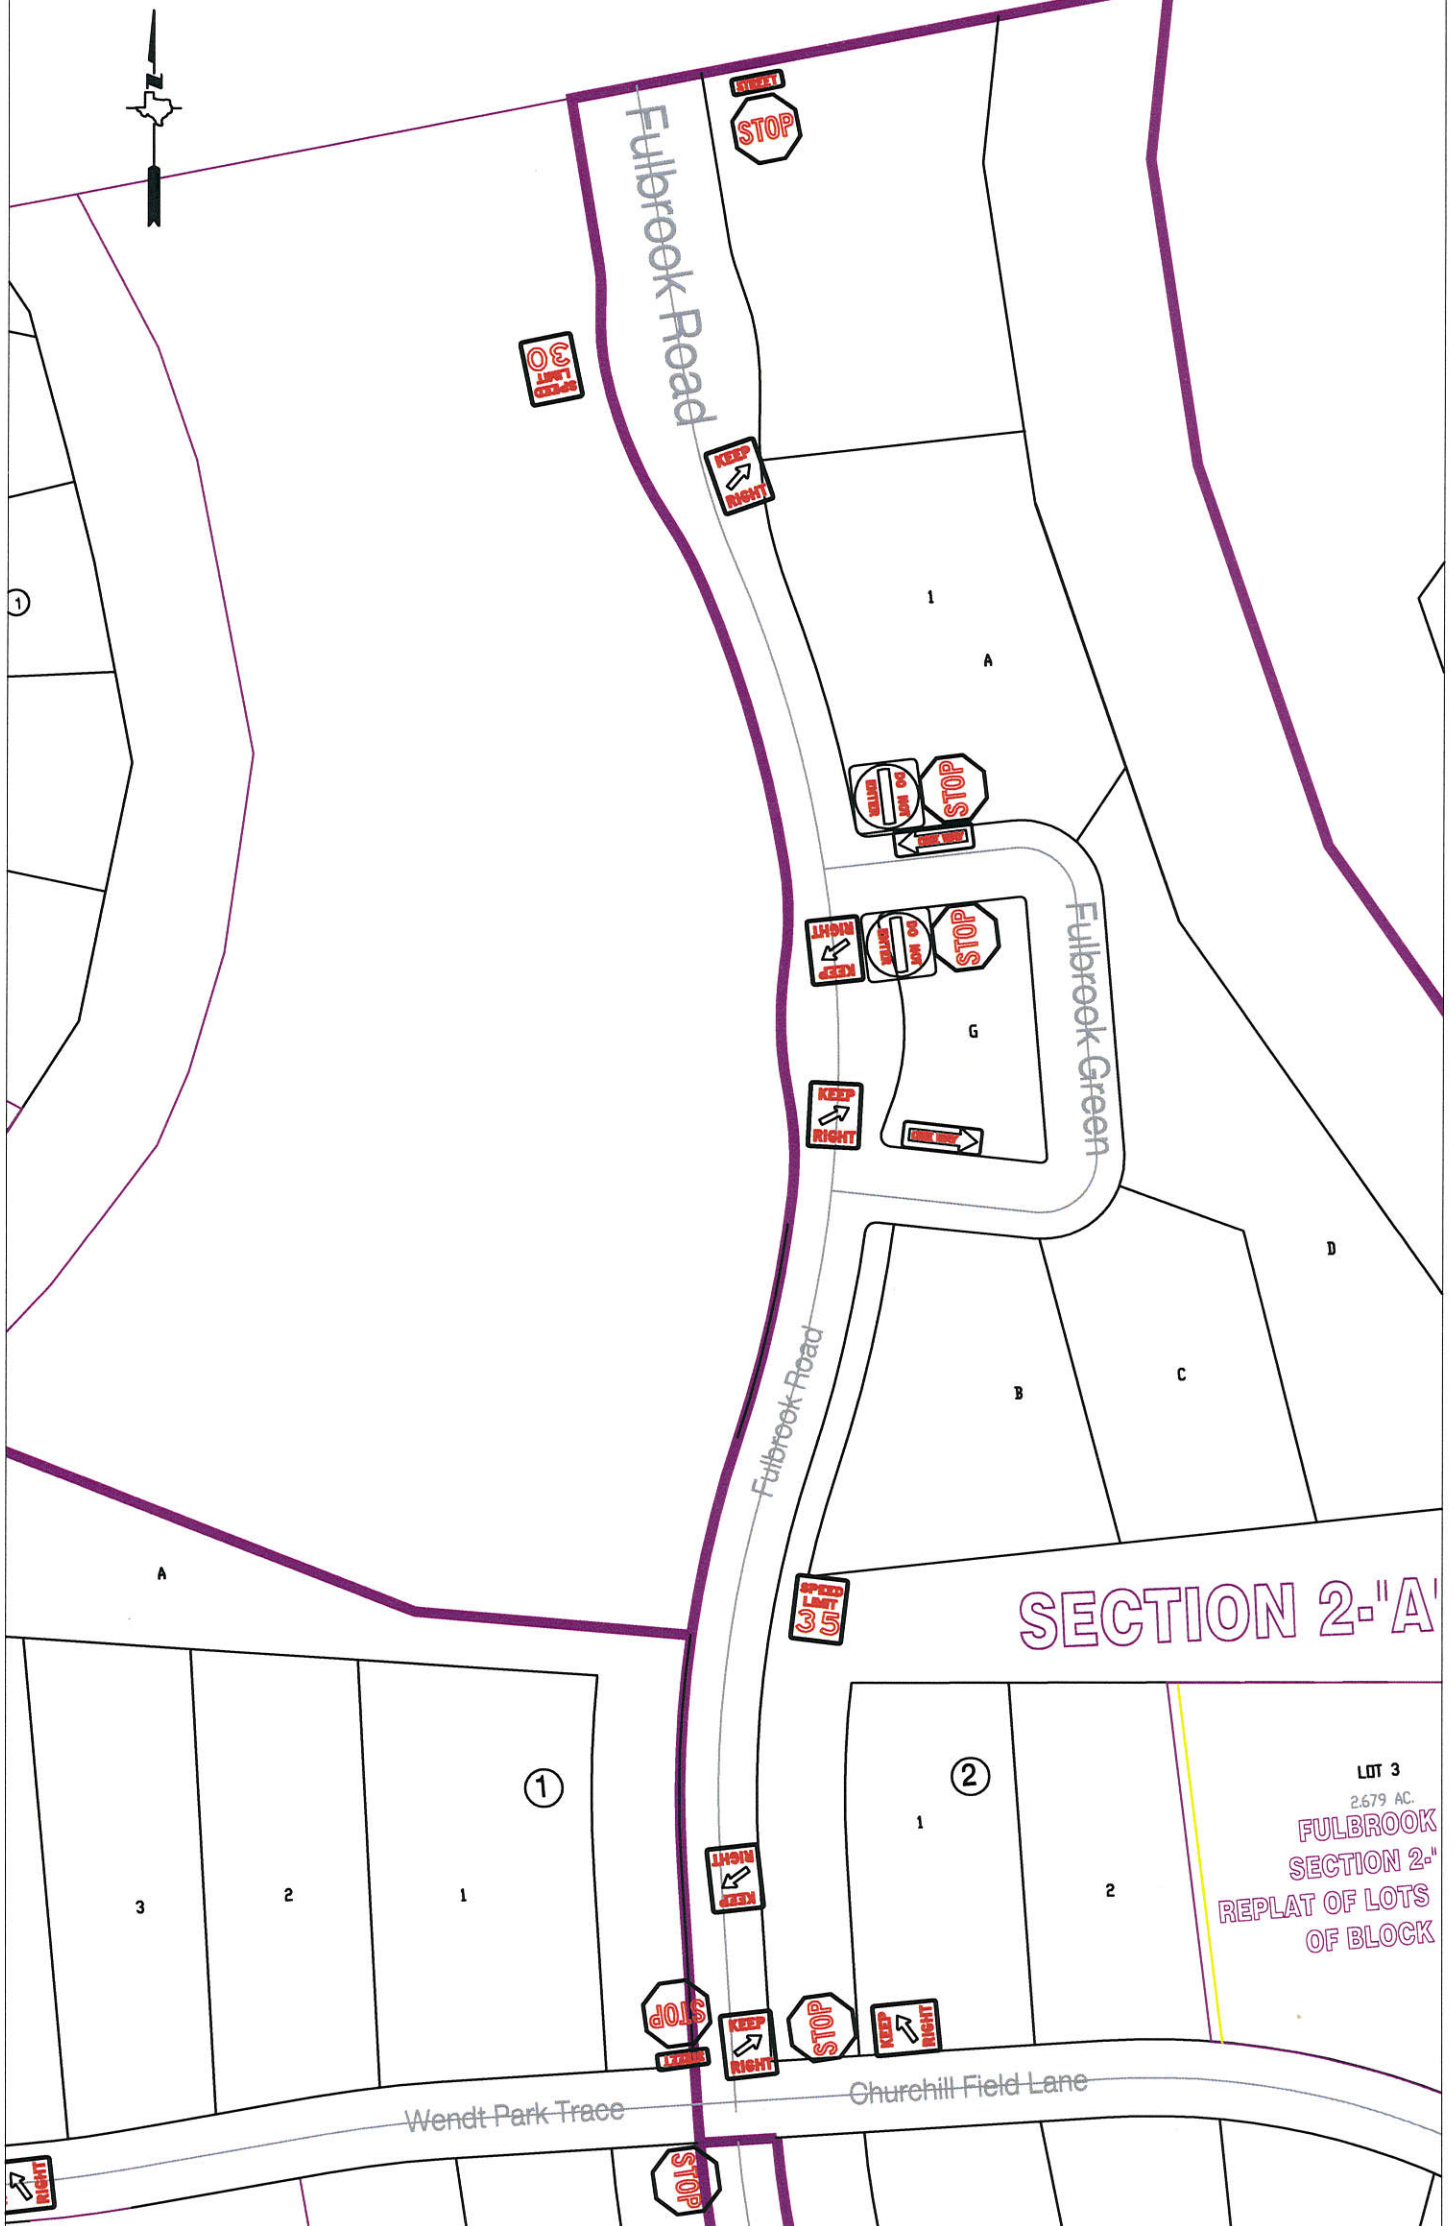 N
STREET
STOP
Fulbrook Road
SPEED
LIMIT
30
KEEP
RIGHT
1
1
A
DO NOT
ENTER
STOP
ONE WAY
KEEP
RIGHT
DO NOT
ENTER
STOP
Fulbrook Green
G
KEEP
RIGHT
ONE WAY
D
Fulbrook Road
C
B
A
SPEED
LIMIT
35
SECTION 2-"A"
1
2
LOT 3
2.679 AC.
FULBROOK
SECTION 2-"
REPLAT OF LOTS
OF BLOCK
1
KEEP
RIGHT
3
2
1
2
STOP
STREET
KEEP
RIGHT
STOP
KEEP
RIGHT
Wendt Park Trace
Churchill Field Lane
RIGHT
STOP